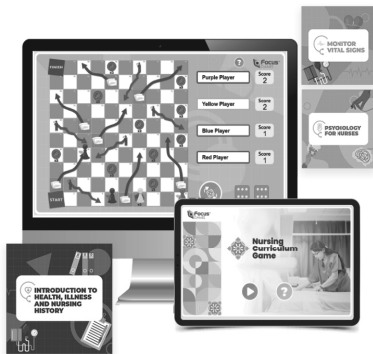 FINISH
Focus
Purple Player
Score
2
Yellow Player
Score
2
Blue Player
Score
1
Red Player
Score
1
START
MONITOR
VITAL SIGNS
PSYCHOLOGY
FOR NURSES
Focus
Nursing
Curriculum
Game
?
?
INTRODUCTION TO
HEALTH, ILLNESS
AND NURSING
HISTORY